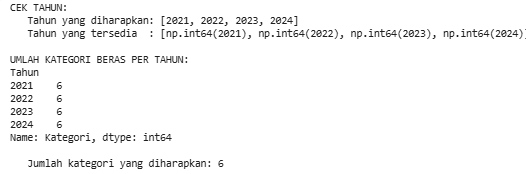 CEK TAHUN:
Tahun yang diharapkan: [2021, 2022, 2023, 2024]
Tahun yang tersedia : [np.int64(2021), np.int64(2022), np.int64(2023), np.int64(2024)]
UMLAH KATEGORI BERAS PER TAHUN:
Tahun
2021 6
2022 6
2023 6
2024 6
Name: Kategori, dtype: int64
Jumlah kategori yang diharapkan: 6